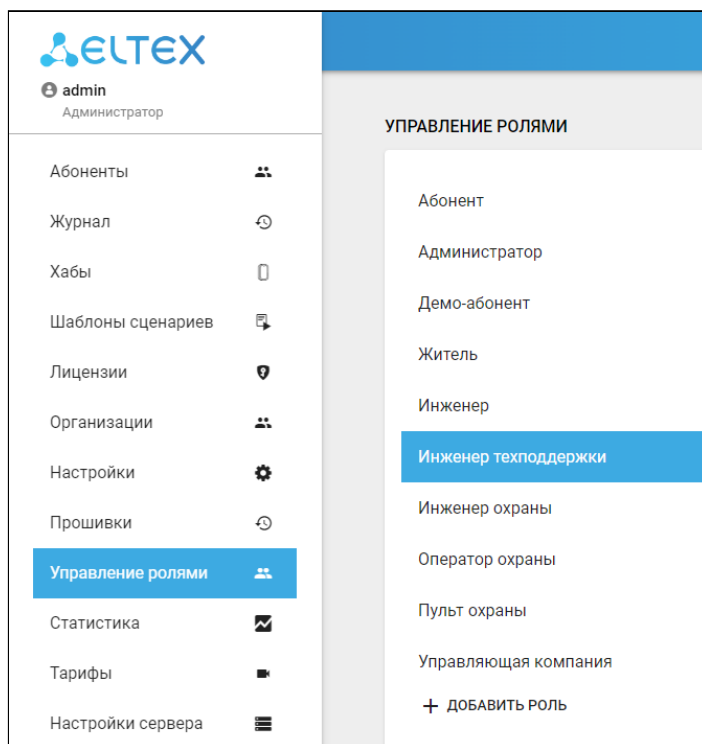 ELTEX
admin
Администратор
Абоненты
Журнал
Хабы
Шаблоны сценариев
Лицензии
Организации
Настройки
Прошивки
Управление ролями
Статистика
Тарифы
Настройки сервера
УПРАВЛЕНИЕ РОЛЯМИ
Абонент
Администратор
Демо-абонент
Житель
Инженер
Инженер техподдержки
Инженер охраны
Оператор охраны
Пульт охраны
Управляющая компания
+ ДОБАВИТЬ РОЛЬ